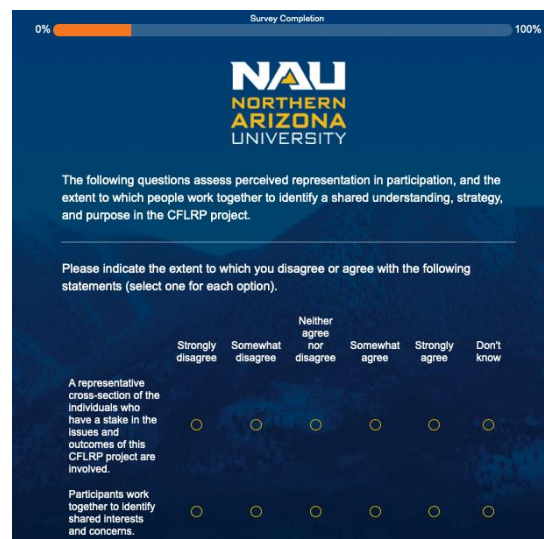 Survey Completion
0% 100%
NAU
NORTHERN
ARIZONA
UNIVERSITY
The following questions assess perceived representation in participation, and the
extent to which people work together to identify a shared understanding, strategy,
and purpose in the CFLRP project.
Please indicate the extent to which you disagree or agree with the following
statements (select one for each option).
Strongly
disagree
Somewhat
disagree
Neither
agree
nor
disagree
Somewhat
agree
Strongly
agree
Don't
know
A representative
cross-section of the
individuals who
have a stake in the
issues and
outcomes of this
CFLRP project are
involved.
Participants work
together to identify
shared interests
and concerns.